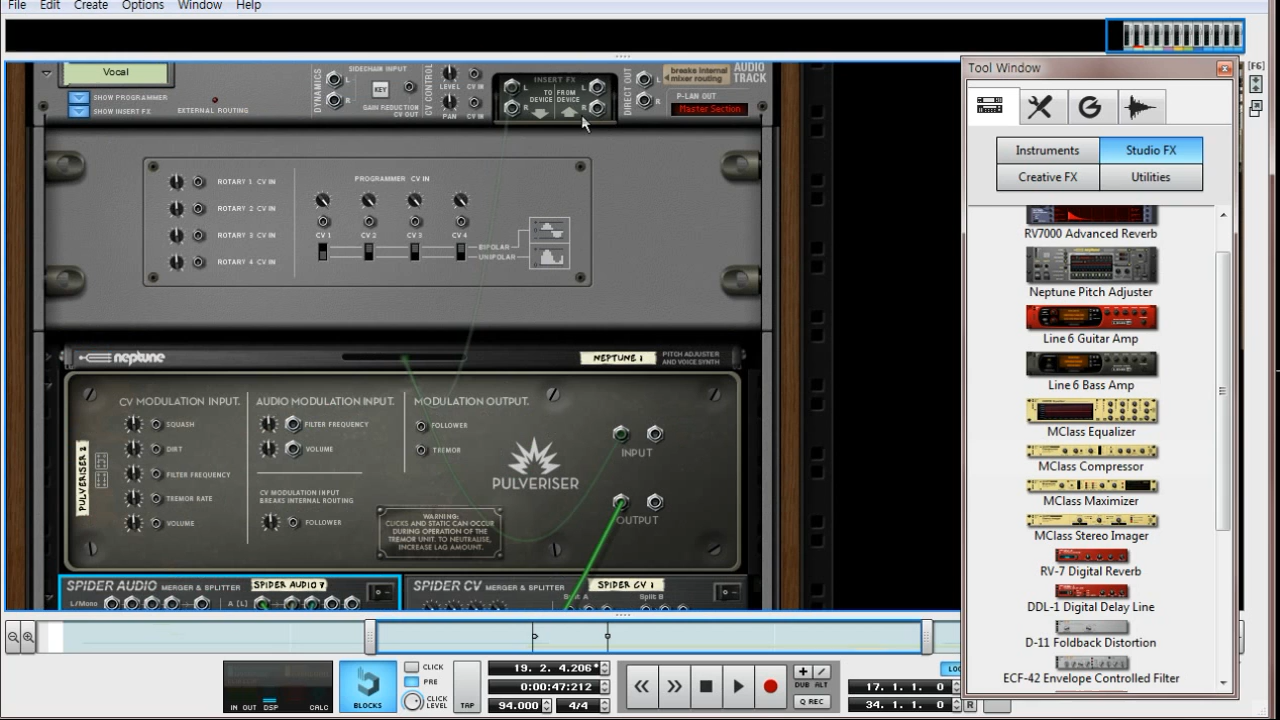 File Edit Create Options Window Help
Tool Window
[F6]
Vocal
SHOW PROGRAMMER
SHOW INSERT FX
EXTERNAL ROUTING
DYNAMICS
L
R
SIDECHAIN INPUT
KEY
GAIN REDUCTION
CV OUT
CV CONTROL
LEVEL CV IN
PAN CV IN
INSERT FX
L TO FROM L
DEVICE DEVICE
R R
DIRECT OUT
L
R
breaks internal
mixer routing
AUDIO
TRACK
P-LAN OUT
Master Section
Instruments Studio FX
Creative FX Utilities
RV7000 Advanced Reverb
Neptune Pitch Adjuster
Line 6 Guitar Amp
Line 6 Bass Amp
MClass Equalizer
MClass Compressor
MClass Maximizer
MClass Stereo Imager
RV-7 Digital Reverb
DDL-1 Digital Delay Line
D-11 Foldback Distortion
ECF-42 Envelope Controlled Filter
ROTARY 1 CV IN
ROTARY 2 CV IN
ROTARY 3 CV IN
ROTARY 4 CV IN
PROGRAMMER CV IN
CV 1 CV 2 CV 3 CV 4
BIPOLAR
UNIPOLAR
neptune
NEPTUNE 1
PITCH ADJUSTER
AND VOICE SYNTH
PULVERISER 2
CV MODULATION INPUT.
SQUASH
DIRT
FILTER FREQUENCY
TREMOR RATE
VOLUME
AUDIO MODULATION INPUT.
FILTER FREQUENCY
VOLUME
CV MODULATION INPUT
BREAKS INTERNAL ROUTING
FOLLOWER
MODULATION OUTPUT.
FOLLOWER
TREMOR
WARNING:
CLICKS AND STATIC CAN OCCUR
DURING OPERATION OF THE
TREMOR UNIT. TO NEUTRALISE,
INCREASE LAG AMOUNT.
PULVERISER
INPUT
OUTPUT
SPIDER AUDIO MERGER & SPLITTER SPIDER AUDIO 7
L/Mono A [L]
SPIDER CV MERGER & SPLITTER SPIDER CV 1
Split A Split B
IN OUT DSP CALC
BLOCKS
CLICK
PRE
CLICK
LEVEL
TAP
19. 2. 4.206*
0:00:47:212
94.000 4/4
DUB ALT
Q REC
17. 1. 1. 0
34. 1. 1. 0
R